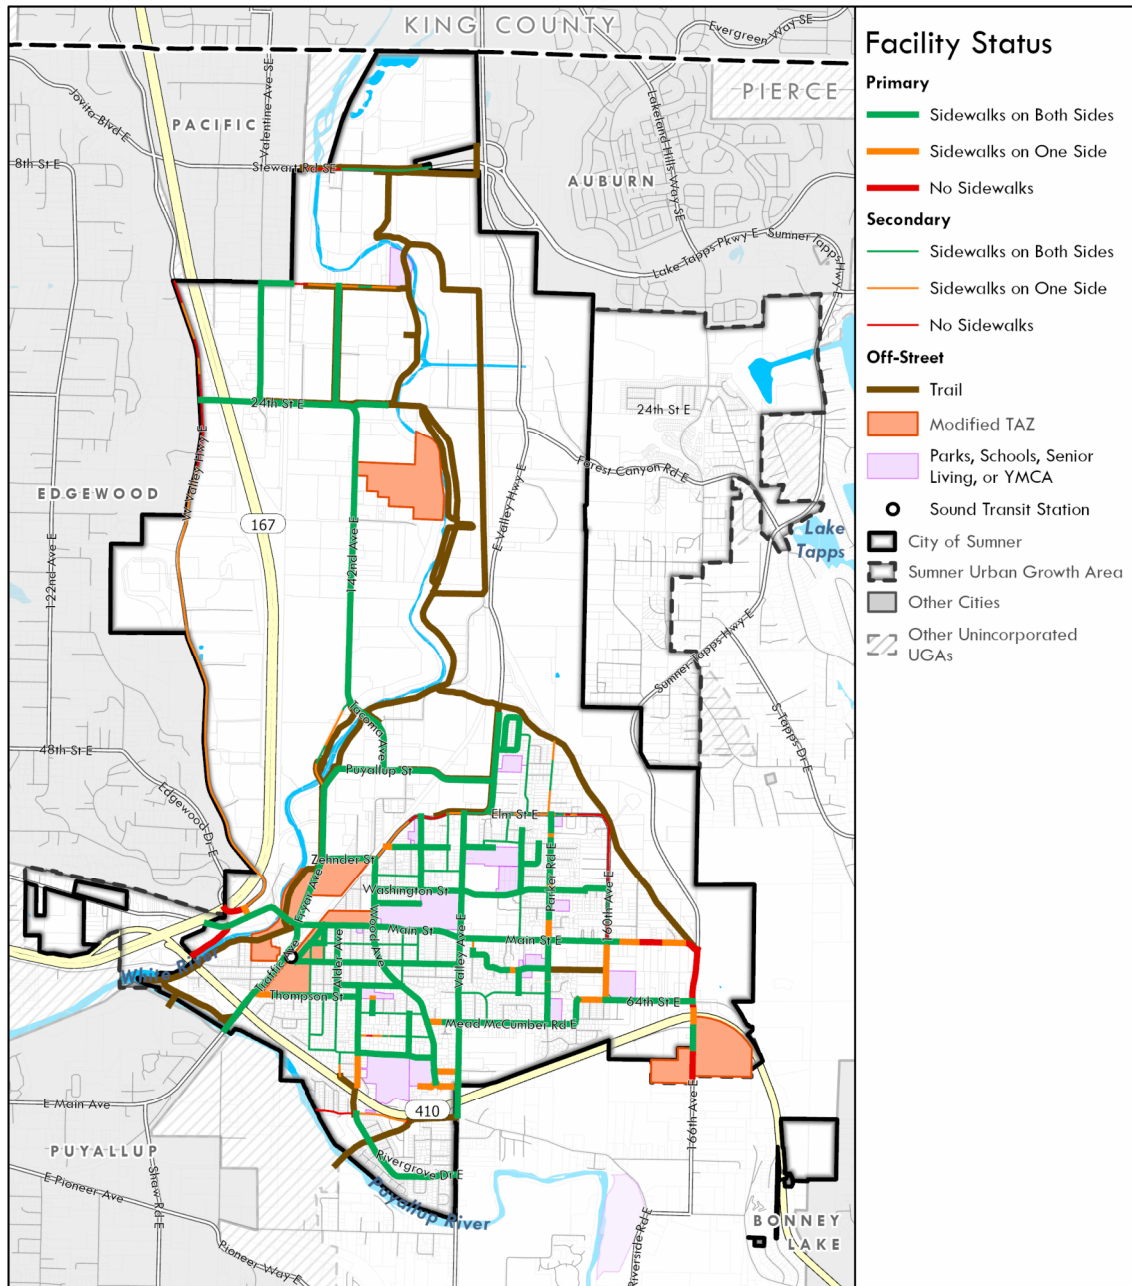 KING COUNTY
Evergreen Way SE
PIERCE
Jovita Blvd E
PACIFIC
Valentine Ave SE
Lakeland Hills Way SE
8th St E
Stewart Rd SE
AUBURN
Lake Tapps Pkwy E
Sumner Tapps Hwy E
24th St E
24th St E
W Valley Hwy E
EDGEWOOD
167
122nd Ave E
142nd Ave E
E Valley Hwy E
Forest Canyon Rd E
Lake
Tapps
Sumner Tapps Hwy E
S Tapps Dr E
48th St E
Edgewood Dr E
Tacoma Ave
Puyallup St
Elm St E
Zehnder St
Fryar Ave
Washington St
Wood Ave
Parker Rd E
160th Ave E
Main St
Main St E
Valley Ave E
Alder Ave
Traffic Ave
White River
Thompson St
64th St E
Mead McCumber Rd E
410
E Main Ave
PUYALLUP
Shaw Rd E
E Pioneer Ave
Pioneer Way E
Rivergrove Dr E
Puyallup River
166th Ave E
Riverside Rd E
BONNEY
LAKE
Facility Status
Primary
Sidewalks on Both Sides
Sidewalks on One Side
No Sidewalks
Secondary
Sidewalks on Both Sides
Sidewalks on One Side
No Sidewalks
Off-Street
Trail
Modified TAZ
Parks, Schools, Senior
Living, or YMCA
Sound Transit Station
City of Sumner
Sumner Urban Growth Area
Other Cities
Other Unincorporated
UGAs